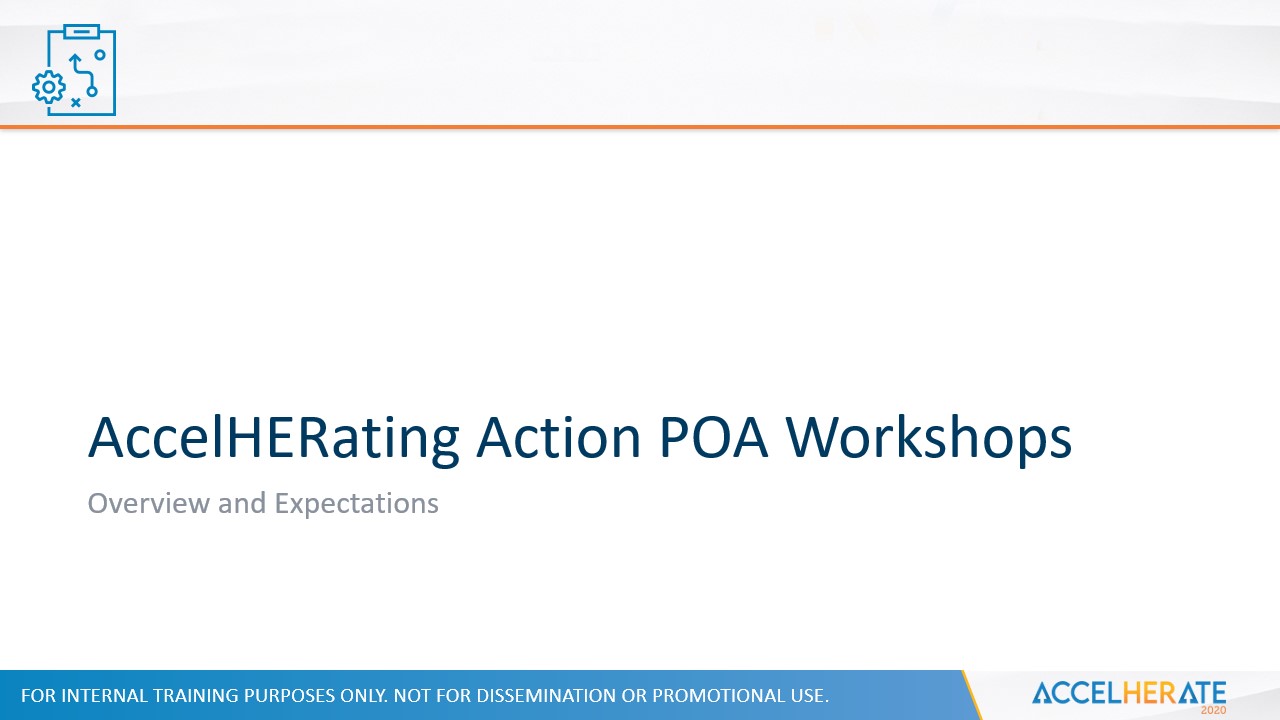 AccelHERating Action POA Workshops
Overview and Expectations
FOR INTERNAL TRAINING PURPOSES ONLY. NOT FOR DISSEMINATION OR PROMOTIONAL USE.
ACCELHERATE
2020